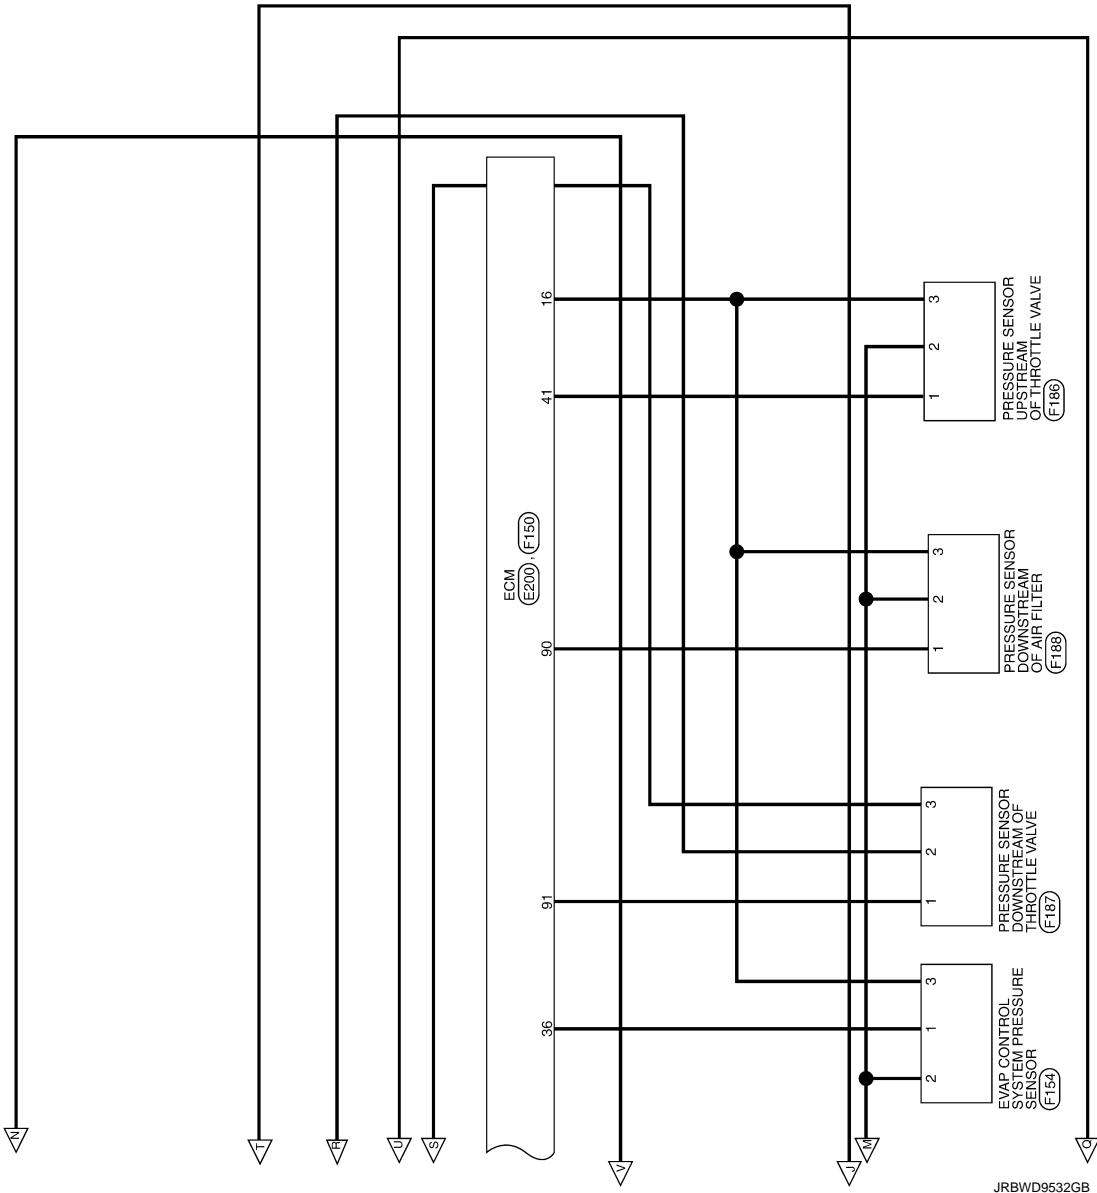 16
41
90
91
36
ECM
E200 , F150
3
2
1
PRESSURE SENSOR
UPSTREAM
OF THROTTLE VALVE
F186
3
2
1
PRESSURE SENSOR
DOWNSTREAM
OF AIR FILTER
F188
3
2
1
PRESSURE SENSOR
DOWNSTREAM OF
THROTTLE VALVE
F187
3
1
2
EVAP CONTROL
SYSTEM PRESSURE
SENSOR
F154
N
T
R
U
S
V
J
M
Q
JRBWD9532GB